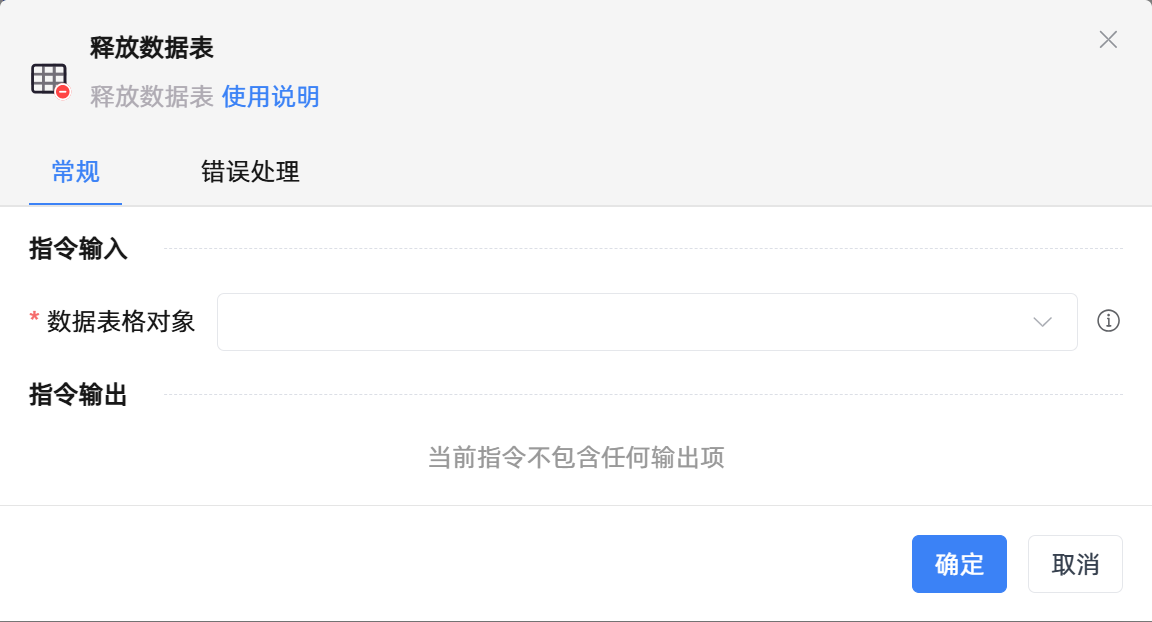 释放数据表
释放数据表 使用说明
常规 错误处理
指令输入
* 数据表格对象
指令输出
当前指令不包含任何输出项
确定 取消